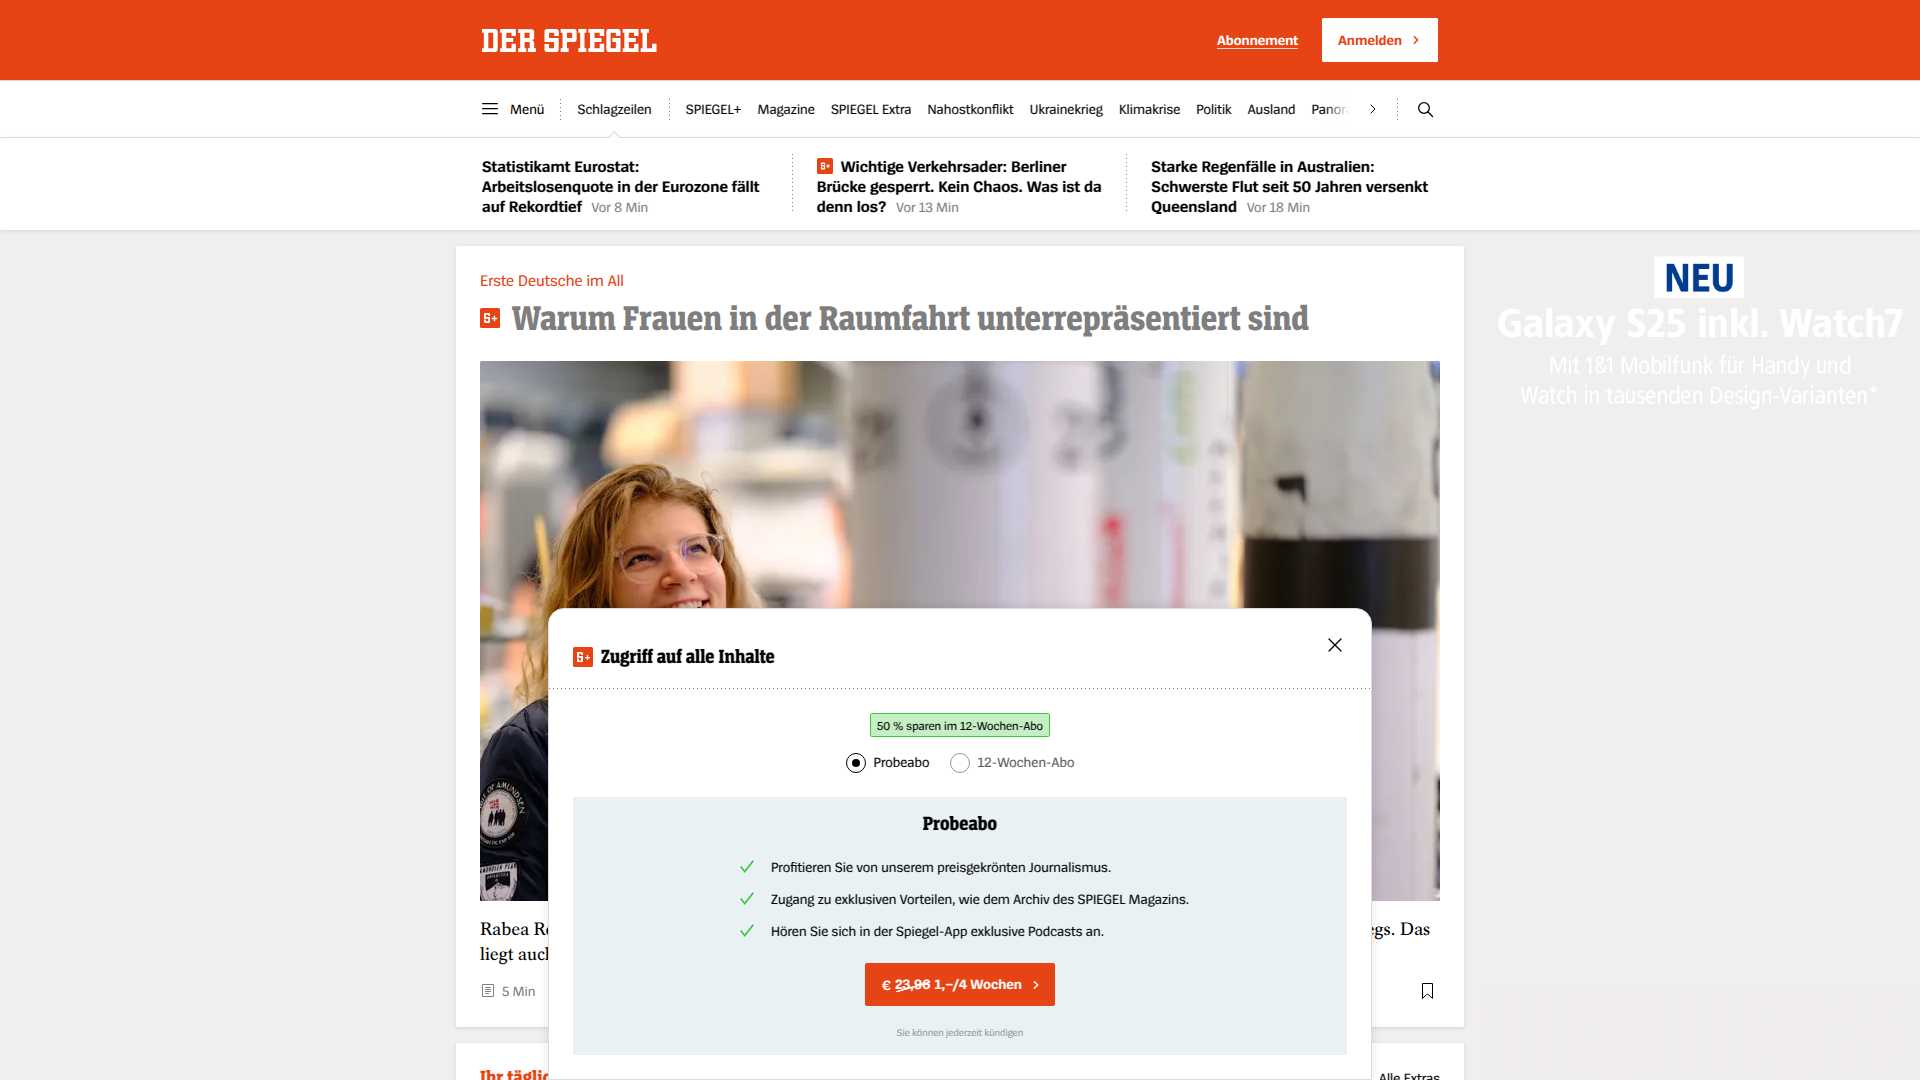 DER SPIEGEL
Abonnement
Anmelden
Menü
Schlagzeilen
SPIEGEL+
Magazine
SPIEGEL Extra
Nahostkonflikt
Ukrainekrieg
Klimakrise
Politik
Ausland
Panor
Statistikamt Eurostat:
Arbeitslosenquote in der Eurozone fällt
auf Rekordtief Vor 8 Min
Wichtige Verkehrsader: Berliner
Brücke gesperrt. Kein Chaos. Was ist da
denn los? Vor 13 Min
Starke Regenfälle in Australien:
Schwerste Flut seit 50 Jahren versenkt
Queensland Vor 18 Min
Erste Deutsche im All
Warum Frauen in der Raumfahrt unterrepräsentiert sind
NEU
Galaxy S25 inkl. Watch7
Mit 1&1 Mobilfunk für Handy und
Watch in tausenden Design-Varianten*
Zugriff auf alle Inhalte
50 % sparen im 12-Wochen-Abo
Probeabo
12-Wochen-Abo
Probeabo
Profitieren Sie von unserem preisgekrönten Journalismus.
Zugang zu exklusiven Vorteilen, wie dem Archiv des SPIEGEL Magazins.
Hören Sie sich in der Spiegel-App exklusive Podcasts an.
€ 23,96 1,–/4 Wochen
Sie können jederzeit kündigen
Rabea
egs. Das
liegt auch
5 Min
Ihr täglic
Alle Extras